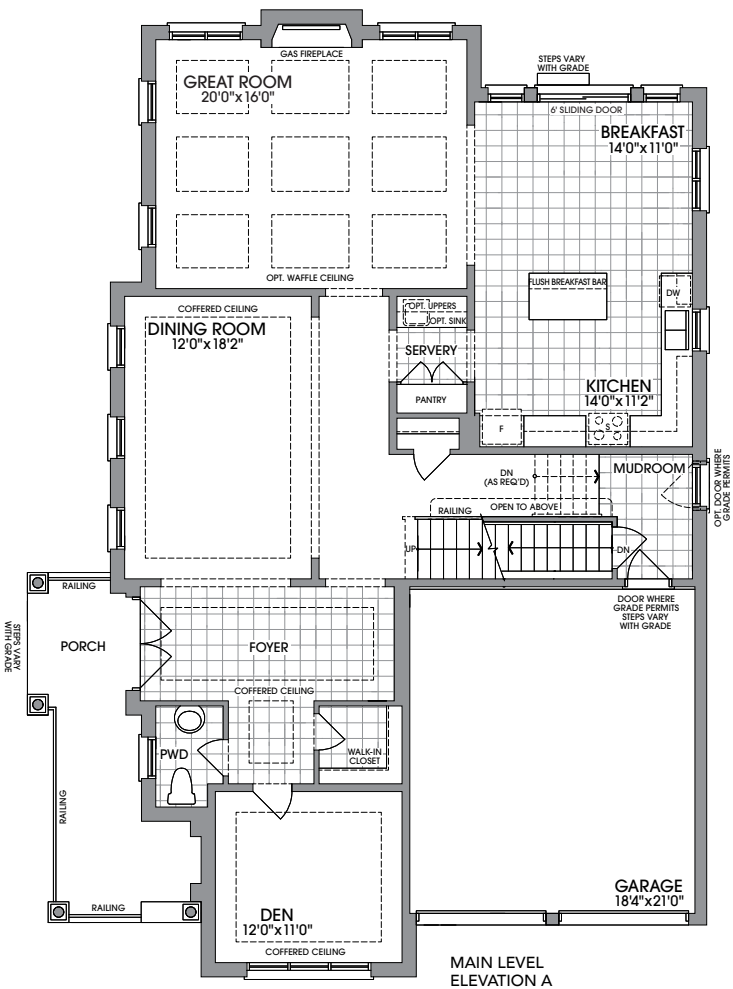 GAS FIREPLACE
GREAT ROOM
20'0"x16'0"
OPT. WAFFLE CEILING
STEPS VARY
WITH GRADE
6' SLIDING DOOR
BREAKFAST
14'0"x11'0"
FLUSH BREAKFAST BAR
DW
COFFERED CEILING
DINING ROOM
12'0"x18'2"
OPT. UPPERS
OPT. SINK
SERVERY
PANTRY
KITCHEN
14'0"x11'2"
F
S
DN
(AS REQ'D)
MUDROOM
OPT. DOOR WHERE
GRADE PERMITS
OPEN TO ABOVE
RAILING
UP
DN
RAILING
STEPS VARY
WITH GRADE
PORCH
FOYER
DOOR WHERE
GRADE PERMITS
STEPS VARY
WITH GRADE
COFFERED CEILING
PWD
WALK-IN
CLOSET
RAILING
RAILING
DEN
12'0"x11'0"
COFFERED CEILING
GARAGE
18'4"x21'0"
MAIN LEVEL
ELEVATION A